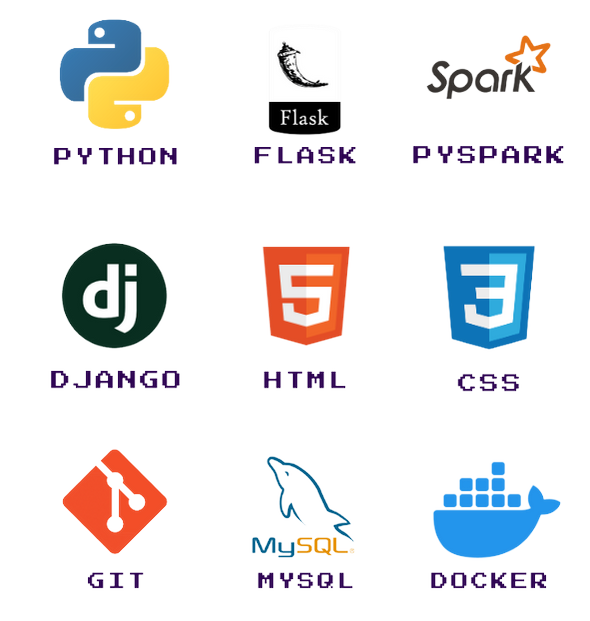 Flask
Spark
PYTHON
FLASK
PYSPARK
dj
5
3
DJANGO
HTML
CSS
MySQL
GIT
MYSQL
DOCKER